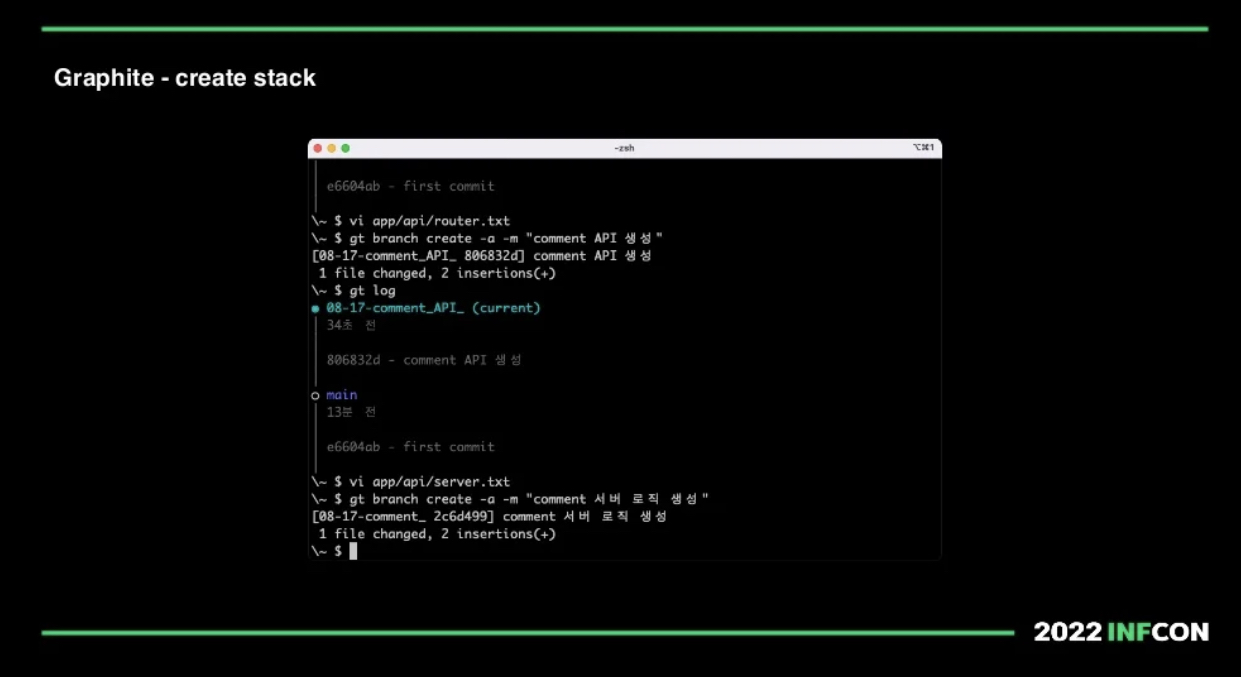 Graphite - create stack
-zsh
⌥⌘1
e6604ab - first commit
\~ $ vi app/api/router.txt
\~ $ gt branch create -a -m "comment API 생성"
[08-17-comment_API_ 806832d] comment API 생성
1 file changed, 2 insertions(+)
\~ $ gt log
08-17-comment_API_ (current)
34초 전
806832d - comment API 생성
main
13분 전
e6604ab - first commit
\~ $ vi app/api/server.txt
\~ $ gt branch create -a -m "comment 서버 로직 생성"
[08-17-comment_ 2c6d499] comment 서버 로직 생성
1 file changed, 2 insertions(+)
\~ $
2022 INFCON